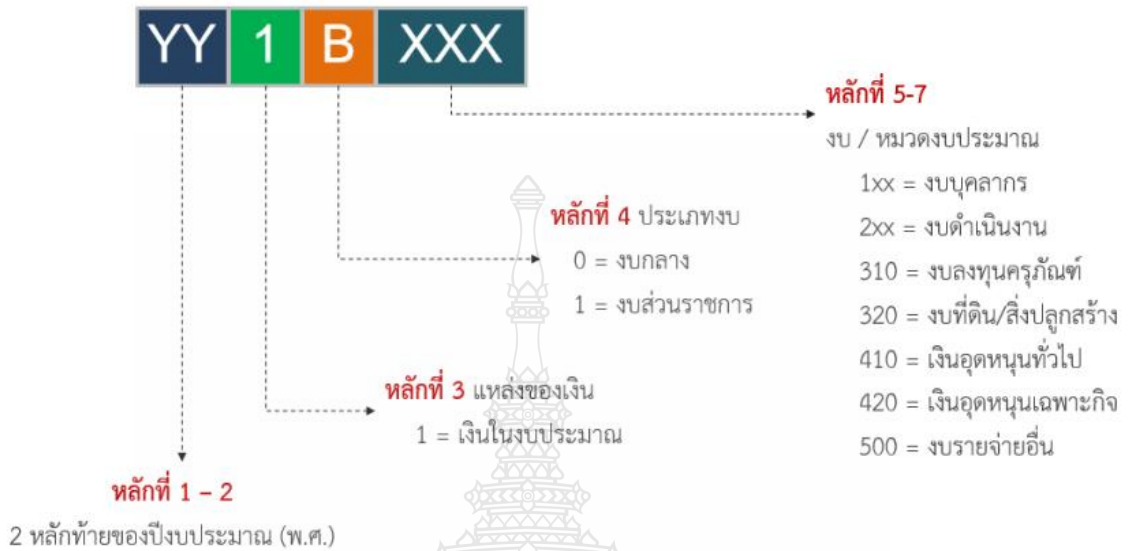 YY 1 B XXX
หลักที่ 5-7
งบ / หมวดงบประมาณ
1xx = งบบุคลากร
2xx = งบดำเนินงาน
310 = งบลงทุนครุภัณฑ์
320 = งบที่ดิน/สิ่งปลูกสร้าง
410 = เงินอุดหนุนทั่วไป
420 = เงินอุดหนุนเฉพาะกิจ
500 = งบรายจ่ายอื่น
หลักที่ 4 ประเภทงบ
0 = งบกลาง
1 = งบส่วนราชการ
หลักที่ 3 แหล่งของเงิน
1 = เงินในงบประมาณ
หลักที่ 1 – 2
2 หลักท้ายของปีงบประมาณ (พ.ศ.)